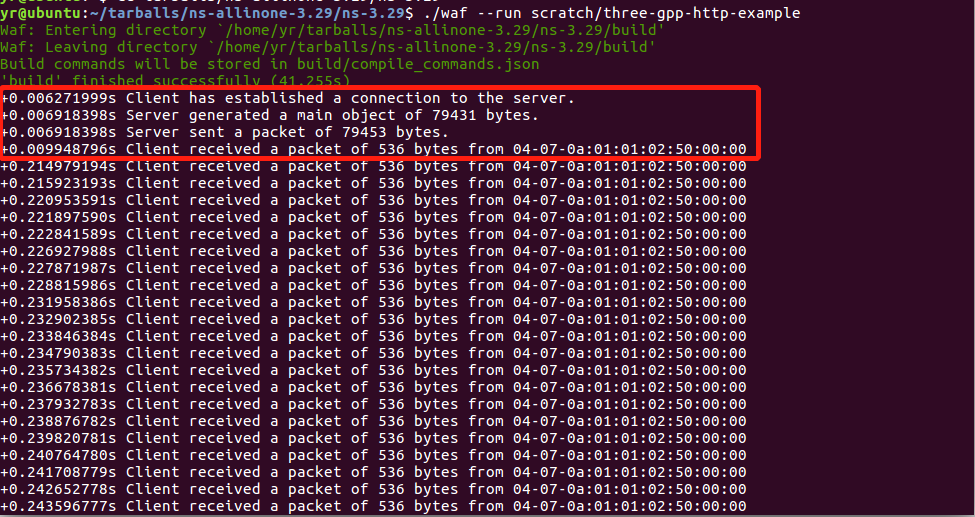 yr@ubuntu:~/tarballs/ns-allinone-3.29/ns-3.29$ ./waf --run scratch/three-gpp-http-example
Waf: Entering directory `/home/yr/tarballs/ns-allinone-3.29/ns-3.29/build'
Waf: Leaving directory `/home/yr/tarballs/ns-allinone-3.29/ns-3.29/build'
Build commands will be stored in build/compile_commands.json
'build' finished successfully (41.255s)
+0.006271999s Client has established a connection to the server.
+0.006918398s Server generated a main object of 79431 bytes.
+0.006918398s Server sent a packet of 79453 bytes.
+0.009948796s Client received a packet of 536 bytes from 04-07-0a:01:01:02:50:00:00
+0.214979194s Client received a packet of 536 bytes from 04-07-0a:01:01:02:50:00:00
+0.215923193s Client received a packet of 536 bytes from 04-07-0a:01:01:02:50:00:00
+0.220953591s Client received a packet of 536 bytes from 04-07-0a:01:01:02:50:00:00
+0.221897590s Client received a packet of 536 bytes from 04-07-0a:01:01:02:50:00:00
+0.222841589s Client received a packet of 536 bytes from 04-07-0a:01:01:02:50:00:00
+0.226927988s Client received a packet of 536 bytes from 04-07-0a:01:01:02:50:00:00
+0.227871987s Client received a packet of 536 bytes from 04-07-0a:01:01:02:50:00:00
+0.228815986s Client received a packet of 536 bytes from 04-07-0a:01:01:02:50:00:00
+0.231958386s Client received a packet of 536 bytes from 04-07-0a:01:01:02:50:00:00
+0.232902385s Client received a packet of 536 bytes from 04-07-0a:01:01:02:50:00:00
+0.233846384s Client received a packet of 536 bytes from 04-07-0a:01:01:02:50:00:00
+0.234790383s Client received a packet of 536 bytes from 04-07-0a:01:01:02:50:00:00
+0.235734382s Client received a packet of 536 bytes from 04-07-0a:01:01:02:50:00:00
+0.236678381s Client received a packet of 536 bytes from 04-07-0a:01:01:02:50:00:00
+0.237932783s Client received a packet of 536 bytes from 04-07-0a:01:01:02:50:00:00
+0.238876782s Client received a packet of 536 bytes from 04-07-0a:01:01:02:50:00:00
+0.239820781s Client received a packet of 536 bytes from 04-07-0a:01:01:02:50:00:00
+0.240764780s Client received a packet of 536 bytes from 04-07-0a:01:01:02:50:00:00
+0.241708779s Client received a packet of 536 bytes from 04-07-0a:01:01:02:50:00:00
+0.242652778s Client received a packet of 536 bytes from 04-07-0a:01:01:02:50:00:00
+0.243596777s Client received a packet of 536 bytes from 04-07-0a:01:01:02:50:00:00